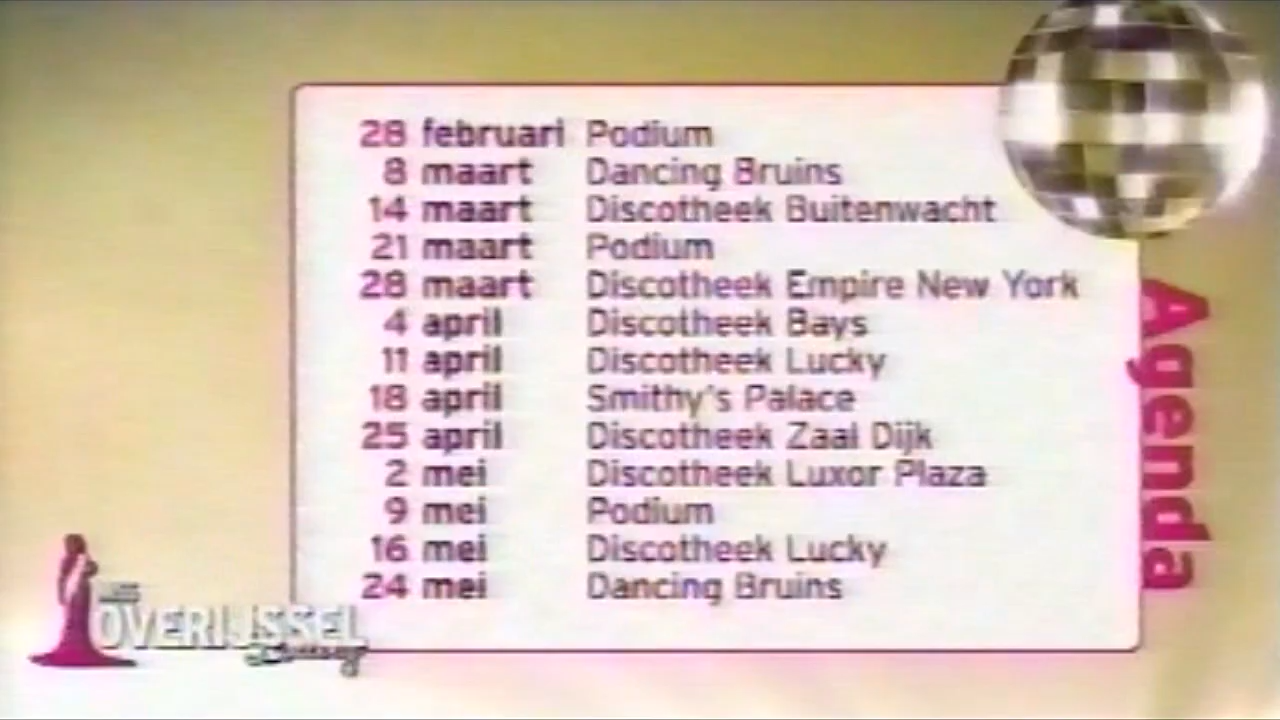 28 februari Podium
8 maart Dancing Bruins
14 maart Discotheek Buitenwacht
21 maart Podium
28 maart Discotheek Empire New York
4 april Discotheek Bays
11 april Discotheek Lucky
18 april Smithy's Palace
25 april Discotheek Zaal Dijk
2 mei Discotheek Luxor Plaza
9 mei Podium
16 mei Discotheek Lucky
24 mei Dancing Bruins
Agenda
OVERIJSSEL